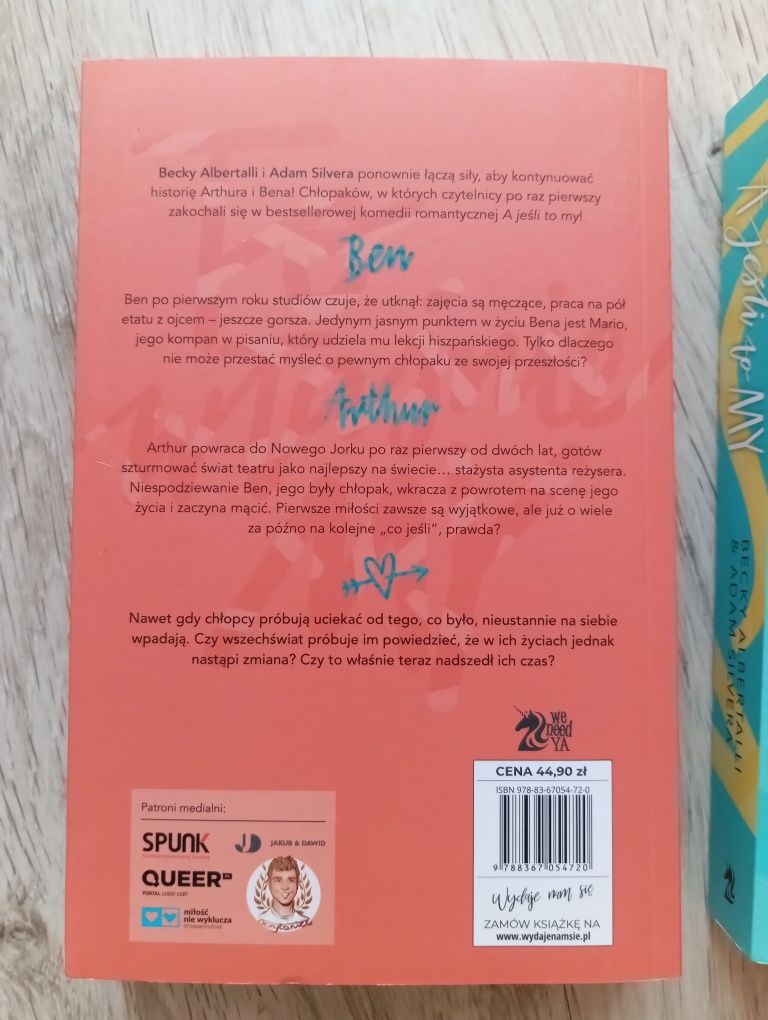 Becky Albertalli i Adam Silvera ponownie łączą siły, aby kontynuować
historię Arthura i Bena! Chłopaków, w których czytelnicy po raz pierwszy
zakochali się w bestsellerowej komedii romantycznej A jeśli to my!
Ben
Ben po pierwszym roku studiów czuje, że utknął: zajęcia są męczące, praca na pół
etatu z ojcem – jeszcze gorsza. Jedynym jasnym punktem w życiu Bena jest Mario,
jego kompan w pisaniu, który udziela mu lekcji hiszpańskiego. Tylko dlaczego
nie może przestać myśleć o pewnym chłopaku ze swojej przeszłości?
Arthur
Arthur powraca do Nowego Jorku po raz pierwszy od dwóch lat, gotów
szturmować świat teatru jako najlepszy na świecie... stażysta asystenta reżysera.
Niespodziewanie Ben, jego były chłopak, wkracza z powrotem na scenę jego
życia i zaczyna mącić. Pierwsze miłości zawsze są wyjątkowe, ale już o wiele
za późno na kolejne „co jeśli", prawda?
Nawet gdy chłopcy próbują uciekać od tego, co było, nieustannie na siebie
wpadają. Czy wszechświat próbuje im powiedzieć, że w ich życiach jednak
nastąpi zmiana? Czy to właśnie teraz nadszedł ich czas?
we
need
YA
CENA 44,90 zł
ISBN 978-83-67054-72-0
9 788367 054720
Wydaje nam się
ZAMÓW KSIĄŻKĘ NA
www.wydajenamsie.pl
Patroni medialni:
SPUNK
JD JAKUB & DAWID
QUEER.PL
PORTAL LUDZI LGBT
miłość
nie wyklucza
A jeśli to MY
BECKY ALBERTALLI
& ADAM SILVERA